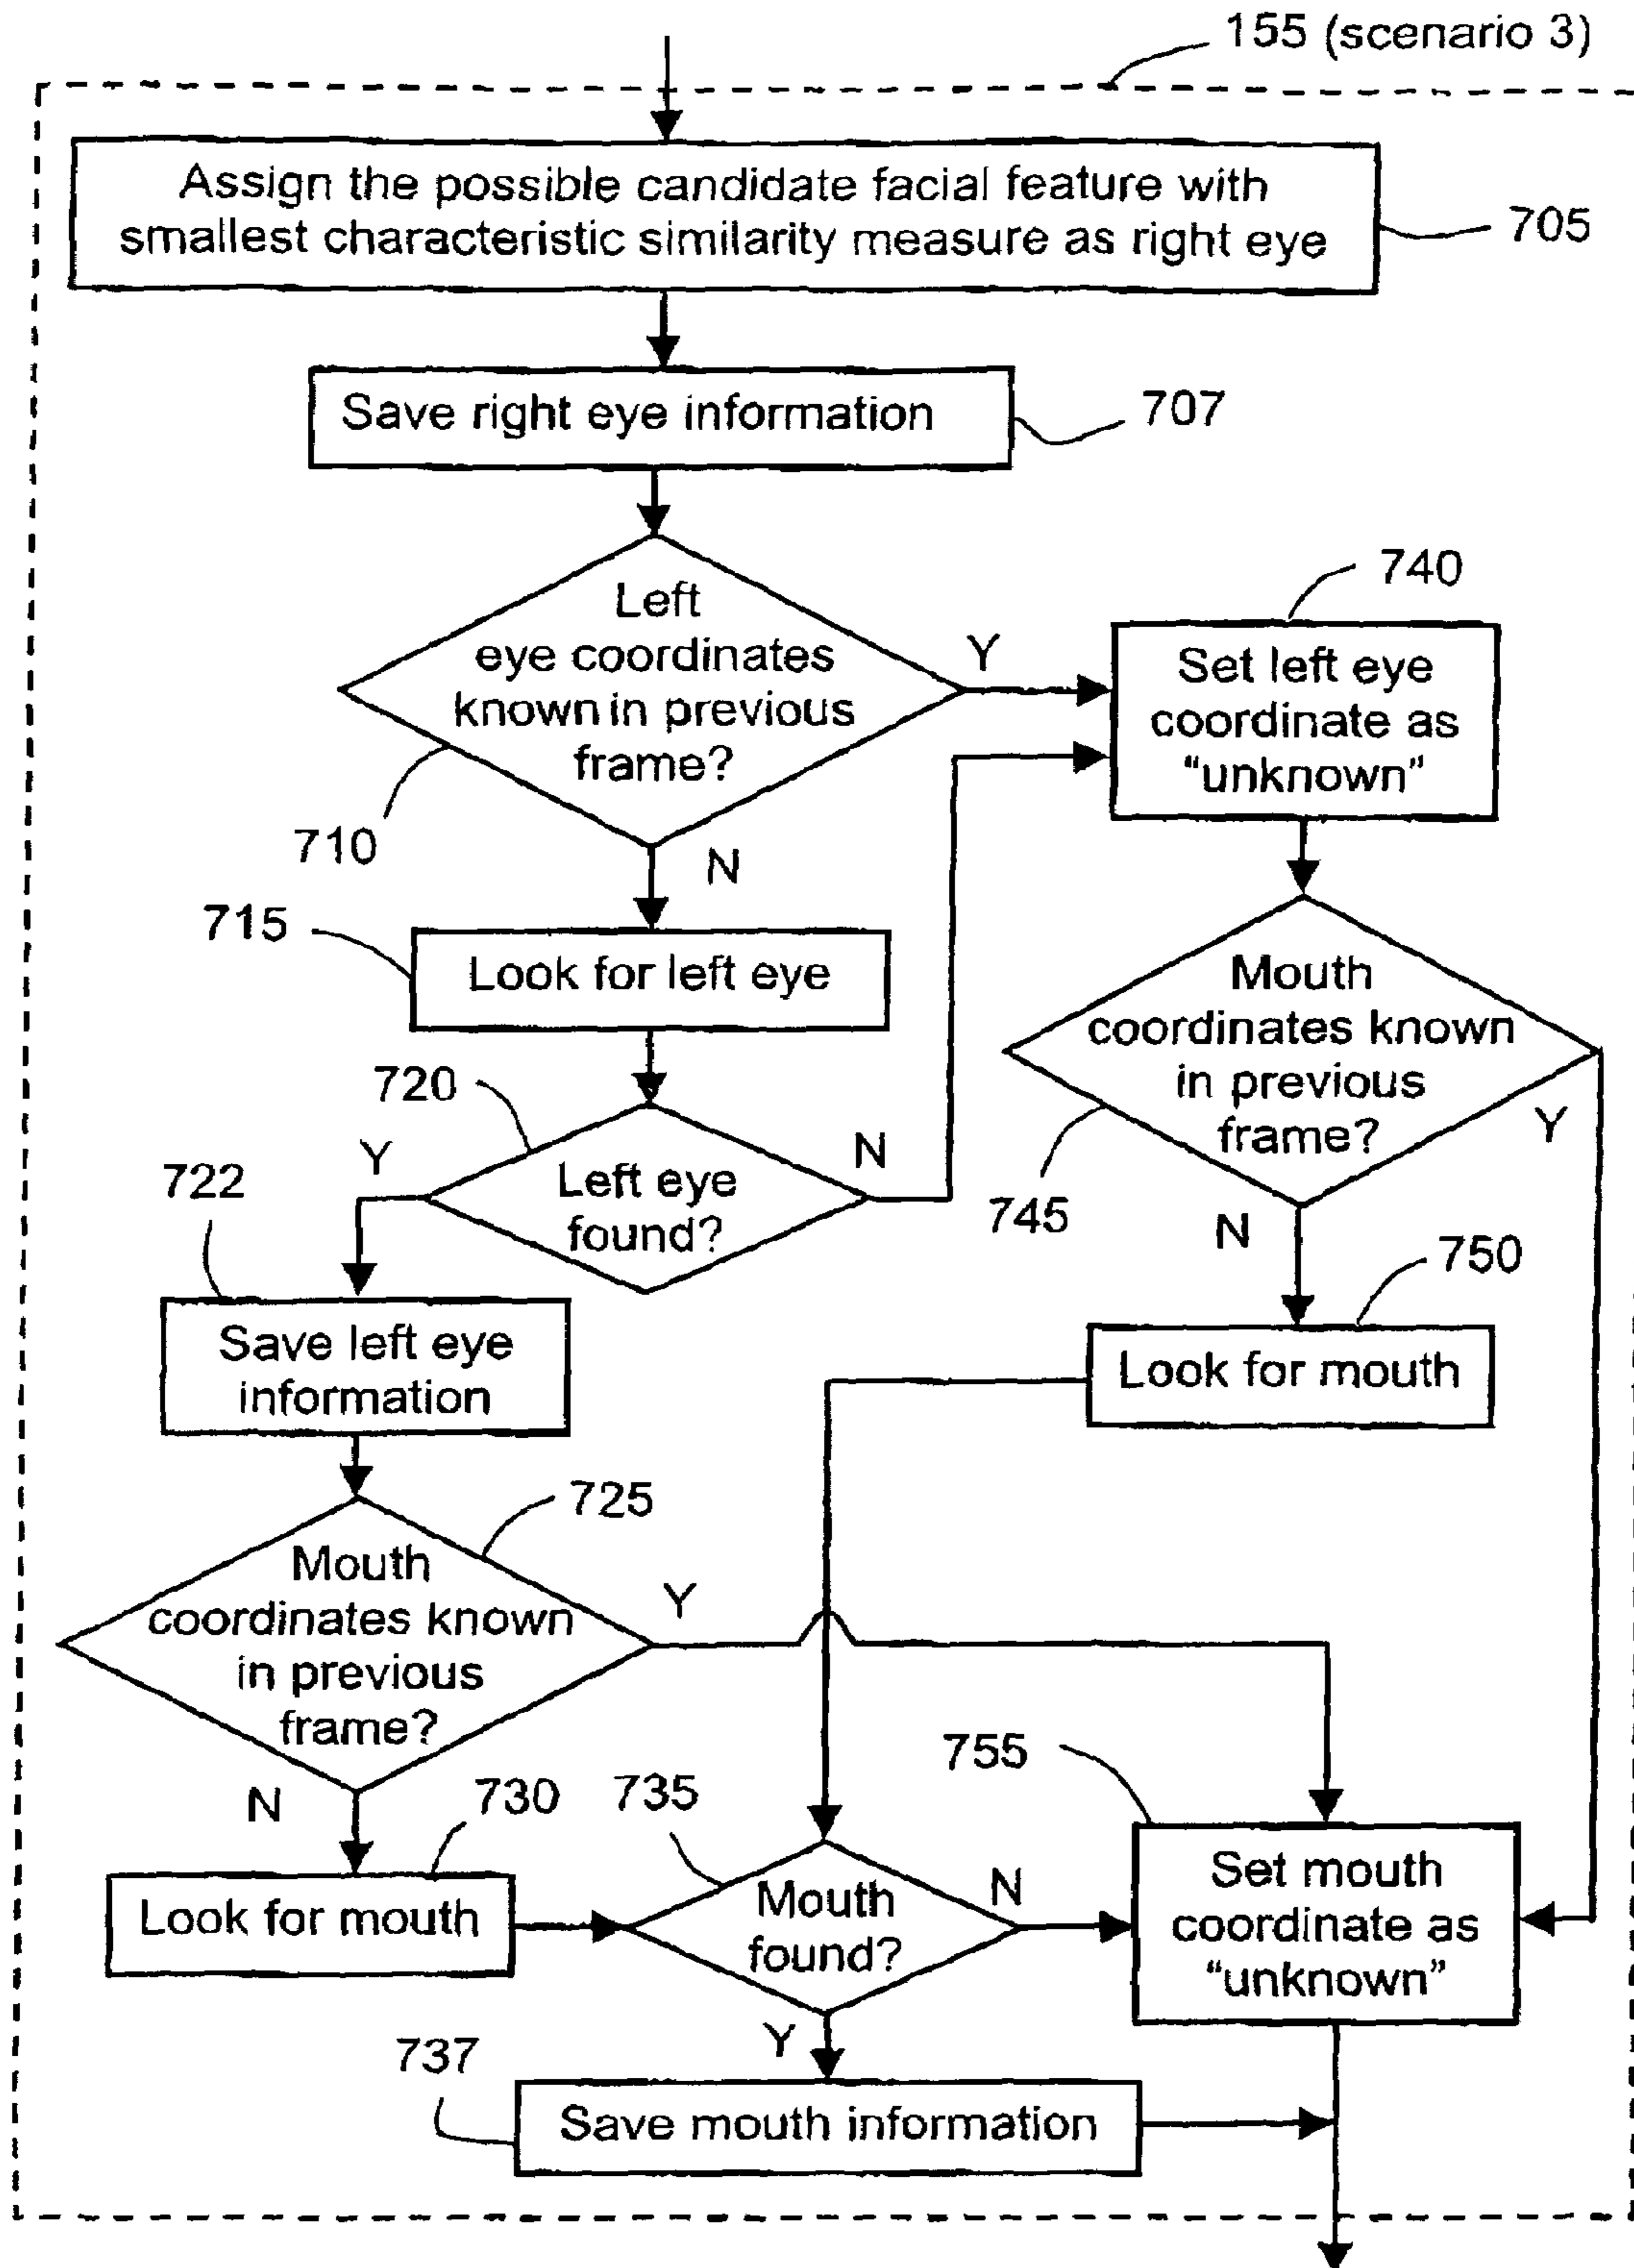 155 (scenario 3)
Assign the possible candidate facial feature with
smallest characteristic similarity measure as right eye
705
Save right eye information
707
Left
eye coordinates
known in previous
frame?
710
Y
N
740
Set left eye
coordinate as
“unknown”
715
Look for left eye
720
Left eye
found?
Y
N
Mouth
coordinates known
in previous
frame?
745
Y
N
722
Save left eye
information
750
Look for mouth
725
Mouth
coordinates known
in previous
frame?
Y
N
730
Look for mouth
735
Mouth
found?
N
Y
755
Set mouth
coordinate as
“unknown”
737
Save mouth information